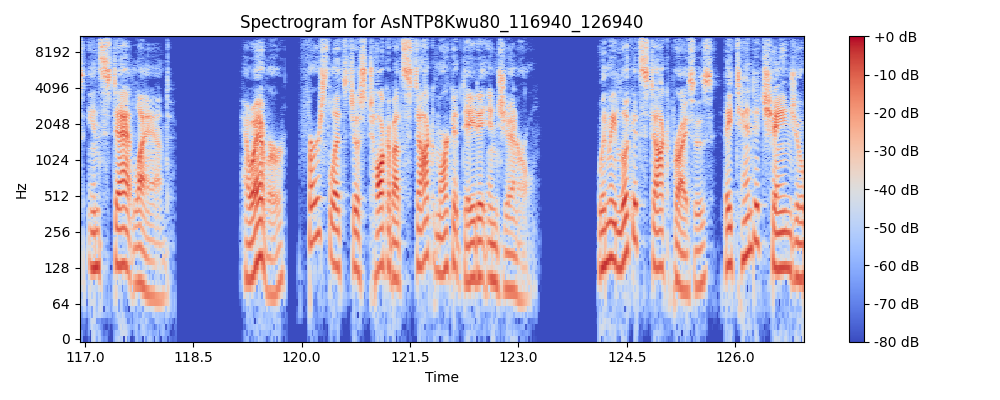 Spectrogram for AsNTP8Kwu80_116940_126940
8192
4096
2048
1024
512
256
128
64
0
Hz
117.0 118.5 120.0 121.5 123.0 124.5 126.0
Time
+0 dB
-10 dB
-20 dB
-30 dB
-40 dB
-50 dB
-60 dB
-70 dB
-80 dB